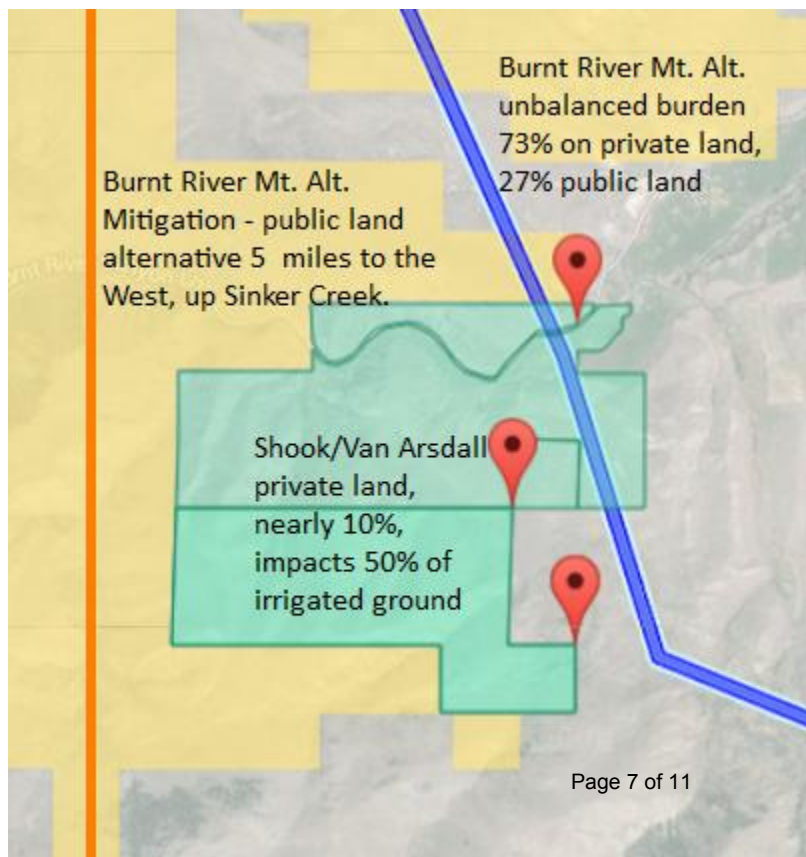 Burnt River Mt. Alt.
unbalanced burden
73% on private land,
27% public land
Burnt River Mt. Alt.
Mitigation - public land
alternative 5 miles to the
West, up Sinker Creek.
Shook/Van Arsdall
private land,
nearly 10%,
impacts 50% of
irrigated ground
Page 7 of 11